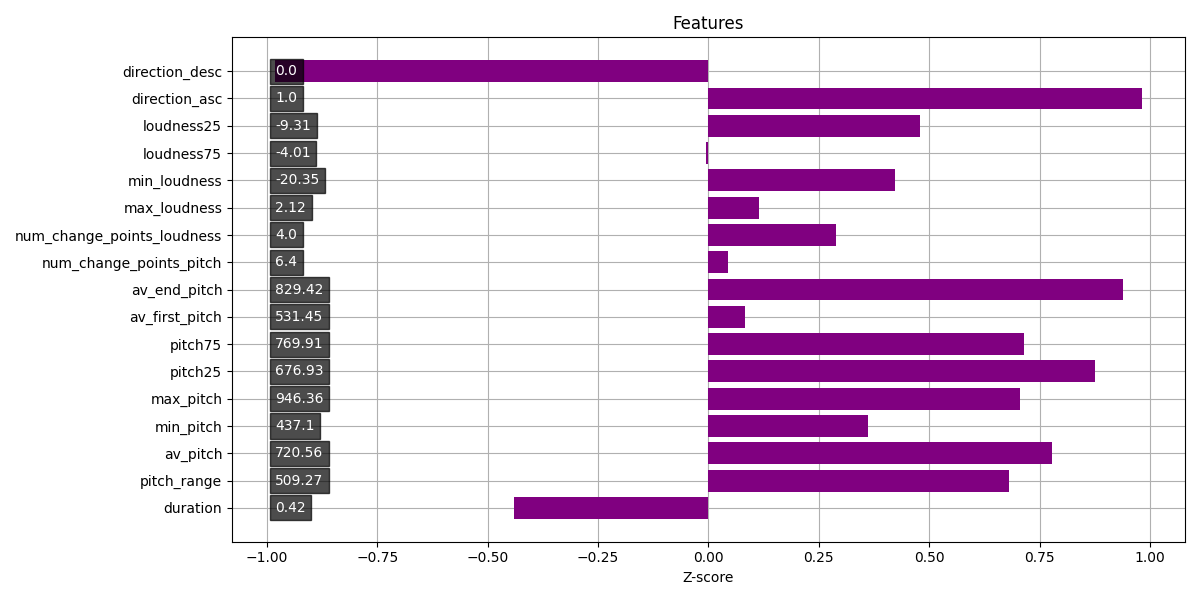 Features
direction_desc 0.0
direction_asc 1.0
loudness25 -9.31
loudness75 -4.01
min_loudness -20.35
max_loudness 2.12
num_change_points_loudness 4.0
num_change_points_pitch 6.4
av_end_pitch 829.42
av_first_pitch 531.45
pitch75 769.91
pitch25 676.93
max_pitch 946.36
min_pitch 437.1
av_pitch 720.56
pitch_range 509.27
duration 0.42
−1.00 −0.75 −0.50 −0.25 0.00 0.25 0.50 0.75 1.00
Z-score